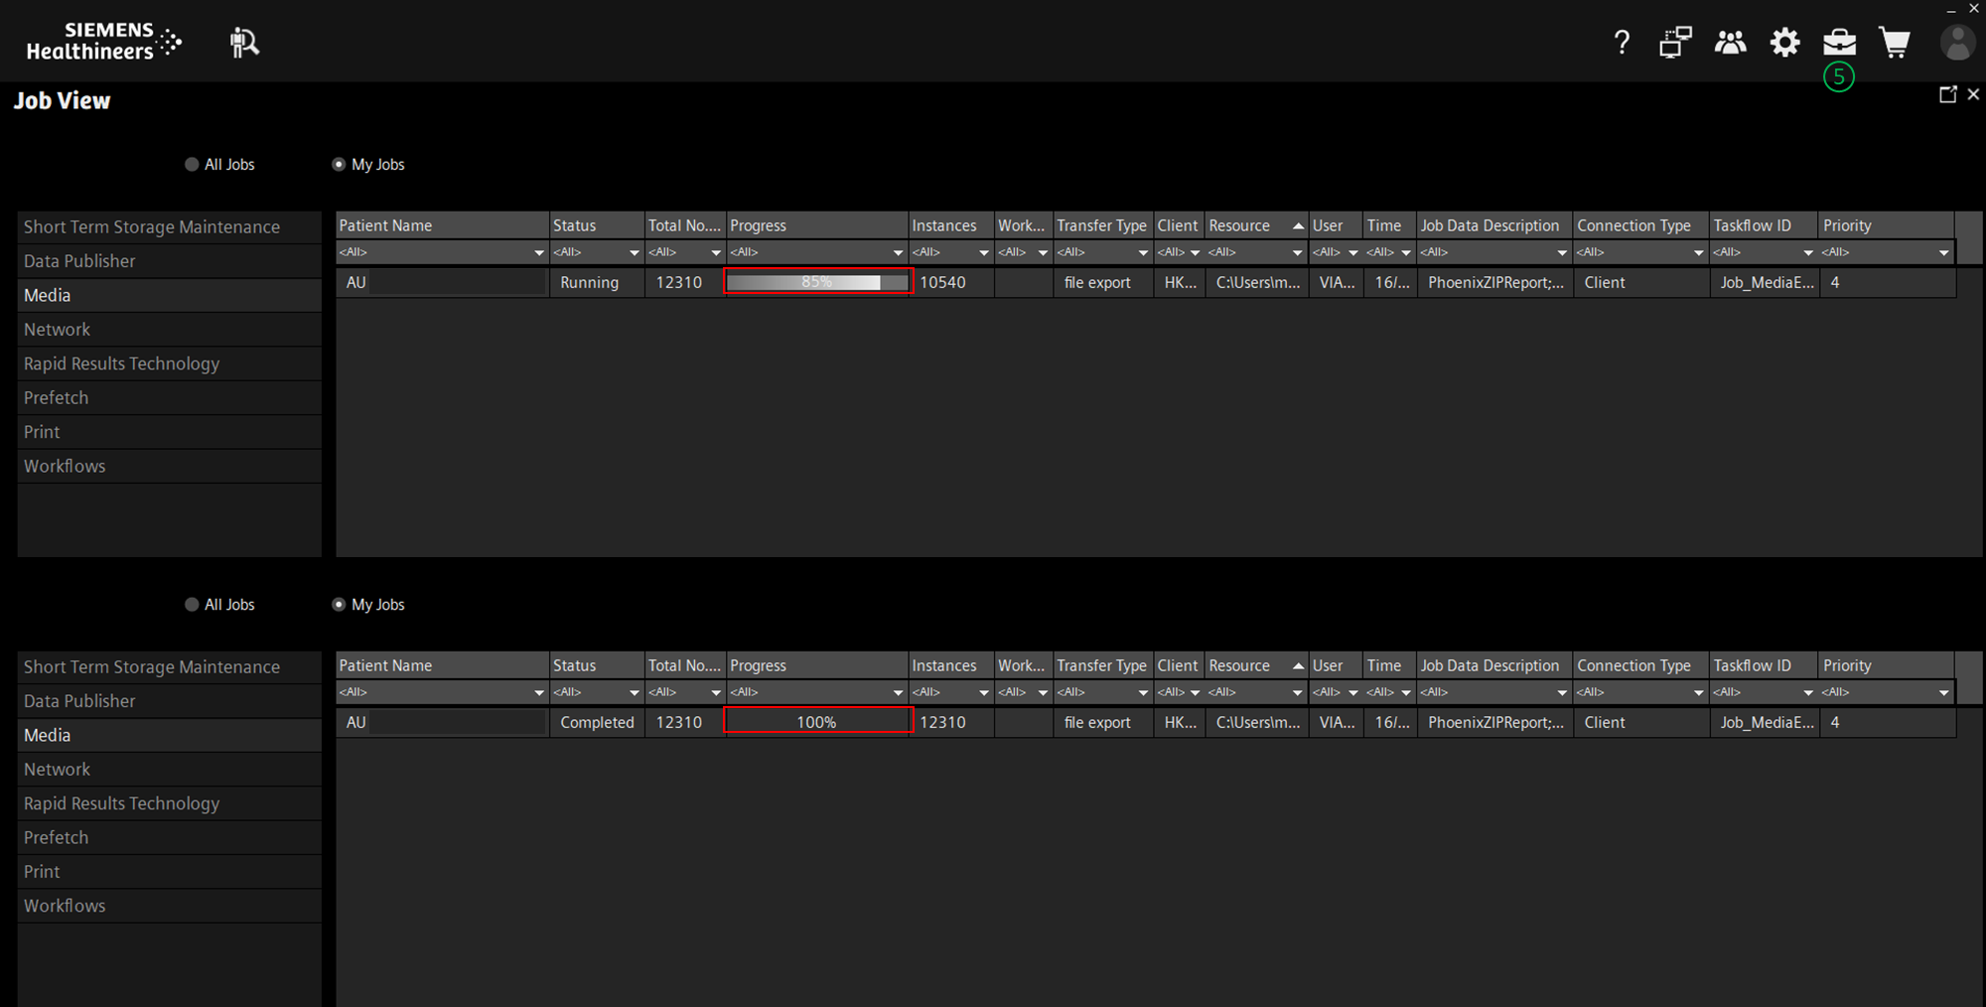 SIEMENS
Healthineers
?
5
Job View
All Jobs My Jobs
Short Term Storage Maintenance
Data Publisher
Media
Network
Rapid Results Technology
Prefetch
Print
Workflows
Patient Name Status Total No.... Progress Instances Work... Transfer Type Client Resource User Time Job Data Description Connection Type Taskflow ID Priority
<All> <All> <All> <All> <All> <All> <All> <All> <All> <All> <All> <All> <All> <All> <All>
AU Running 12310 85% 10540 file export HK... C:\Users\m... VIA... 16/... PhoenixZIPReport;... Client Job_MediaE... 4
All Jobs My Jobs
Short Term Storage Maintenance
Data Publisher
Media
Network
Rapid Results Technology
Prefetch
Print
Workflows
Patient Name Status Total No.... Progress Instances Work... Transfer Type Client Resource User Time Job Data Description Connection Type Taskflow ID Priority
<All> <All> <All> <All> <All> <All> <All> <All> <All> <All> <All> <All> <All> <All> <All>
AU Completed 12310 100% 12310 file export HK... C:\Users\m... VIA... 16/... PhoenixZIPReport;... Client Job_MediaE... 4